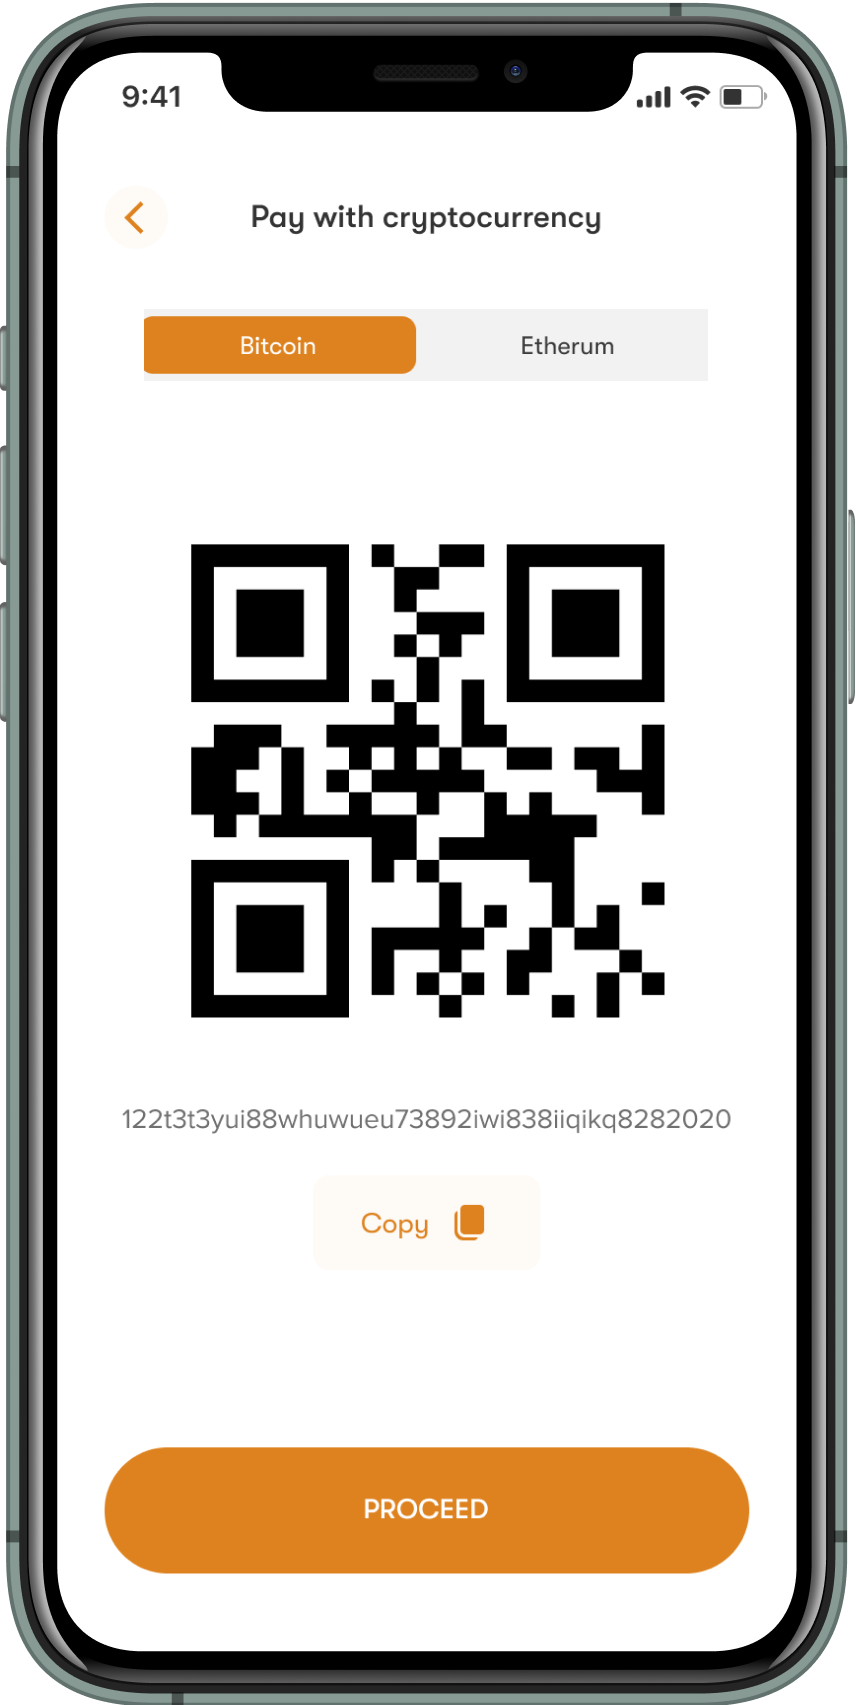 9:41
Pay with cryptocurrency
Bitcoin Etherum
122t3t3yui88whuwueu73892iwi838iiqikq8282020
Copy
PROCEED